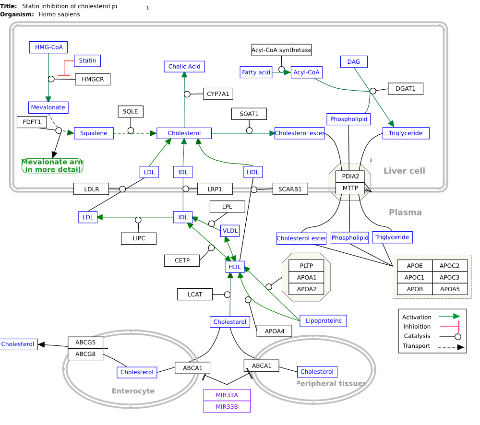 Title: Statin inhibition of cholesterol pr
1
Organism: Homo sapiens
HMG-CoA
Statin
HMGCR
Mevalonate
FDFT1
Squalene
SQLE
Mevalonate arm
in more detail
Cholic Acid
CYP7A1
Cholesterol
SOAT1
Cholesterol ester
Acyl-CoA synthetase
Fatty acid
Acyl-CoA
DAG
DGAT1
Phospholipid
Triglyceride
2
LDL
IDL
HDL
Liver cell
PDIA2
MTTP
LDLR
LRP1
SCARB1
Plasma
LDL
IDL
LPL
VLDL
LIPC
CETP
HDL
Cholesterol ester
Phospholipid
Triglyceride
PLTP
APOA1
APOA2
APOE
APOC2
APOC1
APOC3
APOB
APOA5
LCAT
Cholesterol
APOA4
Lipoproteins
Activation
Inhibition
Catalysis
Transport
Cholesterol
ABCG5
ABCG8
Cholesterol
ABCA1
Enterocyte
ABCA1
Cholesterol
Peripheral tissues
MIR33A
MIR33B